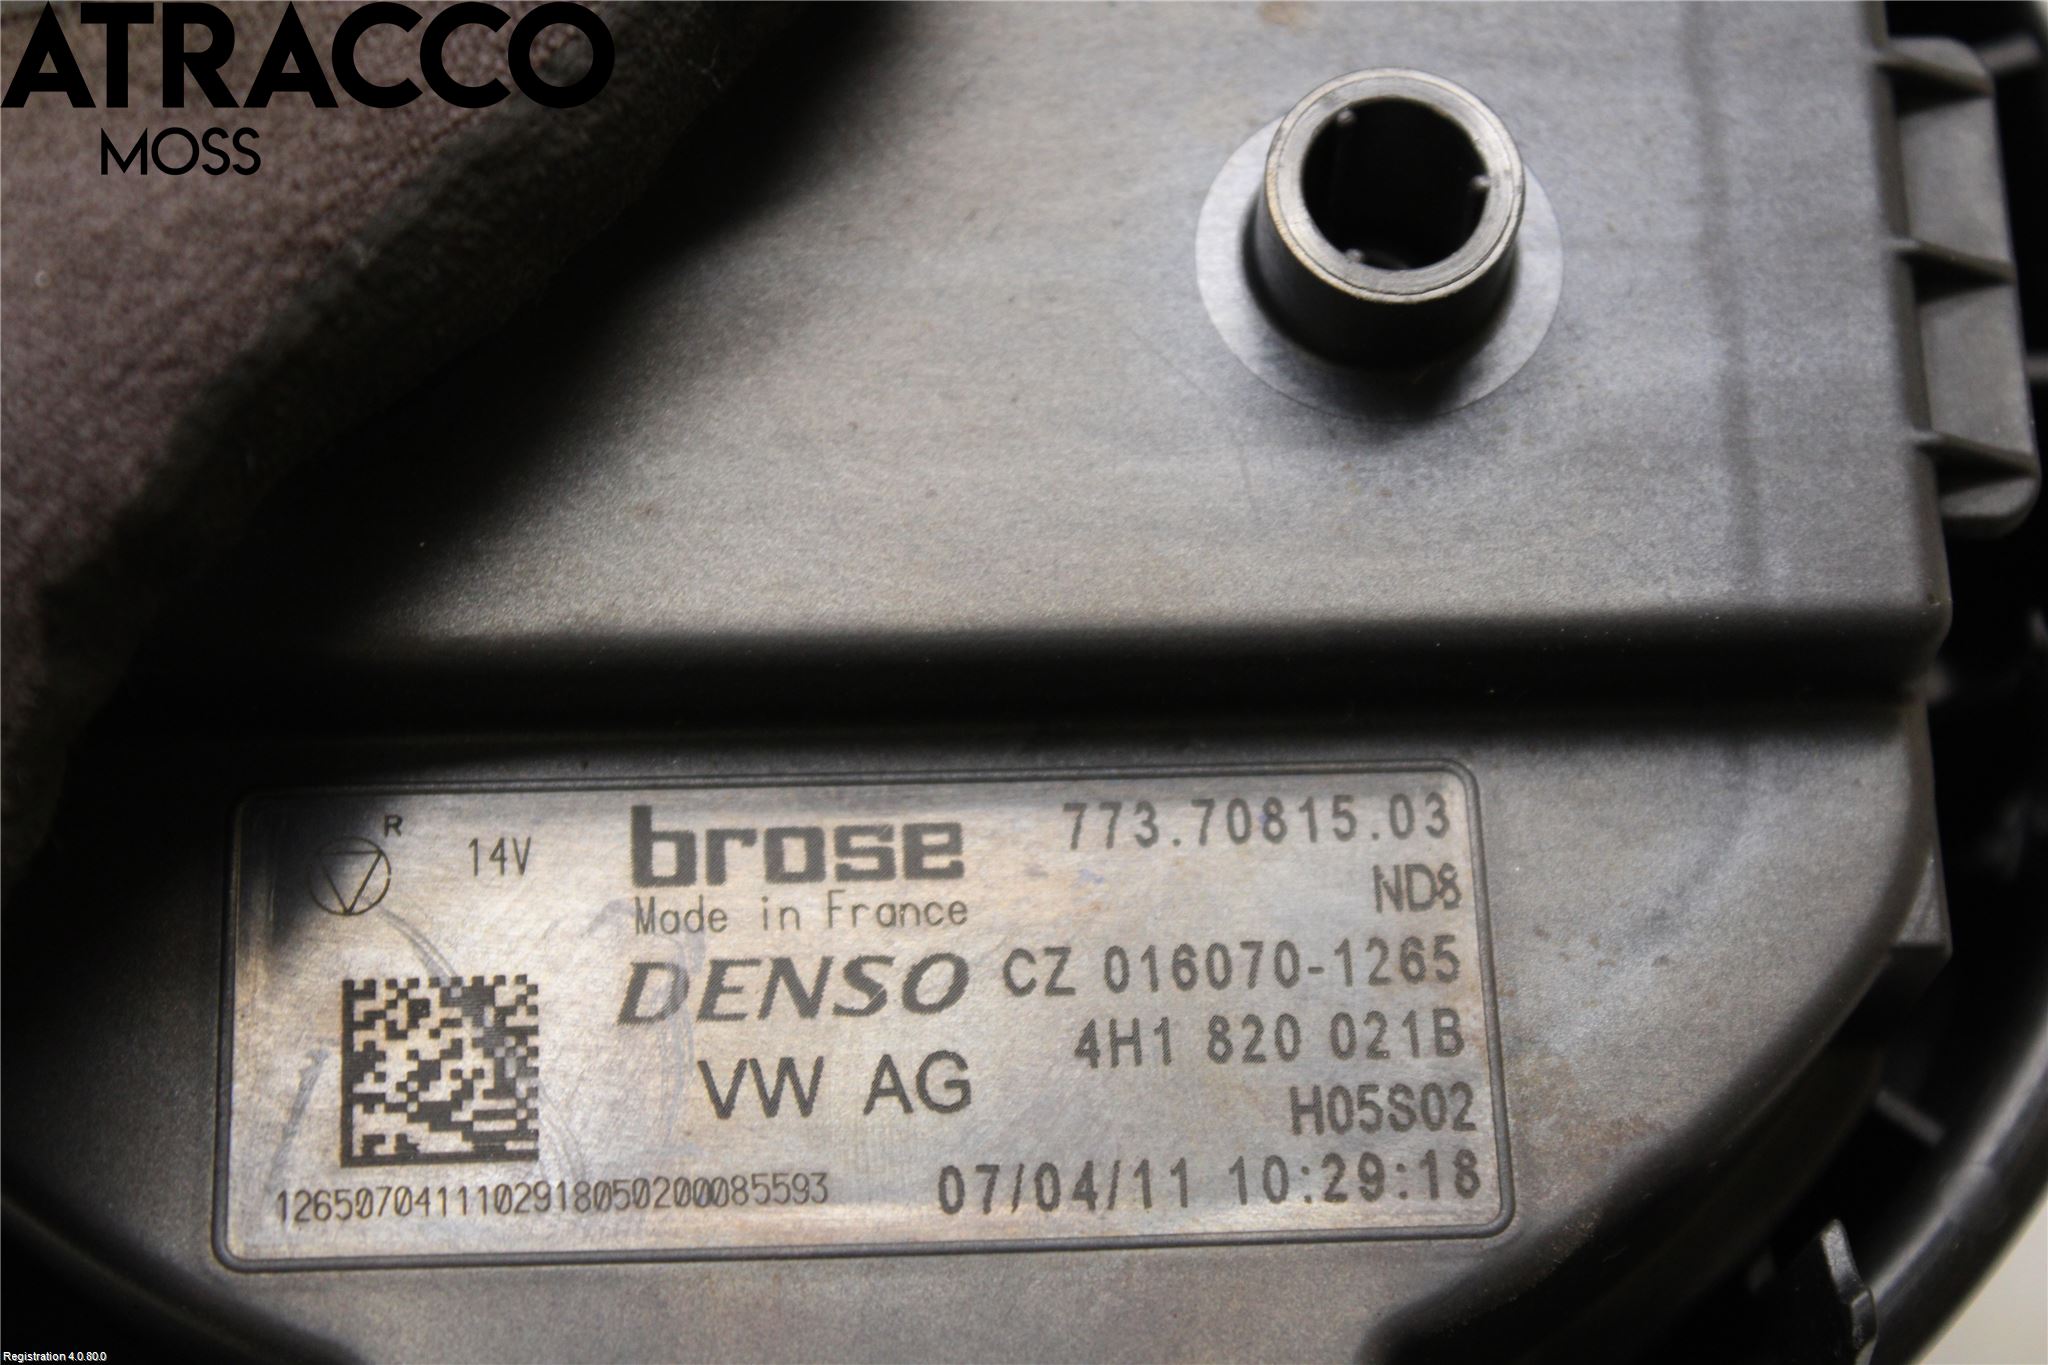 ATRACCO
MOSS
R
14V
brose
773.70815.03
Made in France
ND8
DENSO
CZ 016070-1265
4H1 820 021B
VW AG
H05S02
1265070411102918050200085593
07/04/11 10:29:18
Registration 4.0.80.0